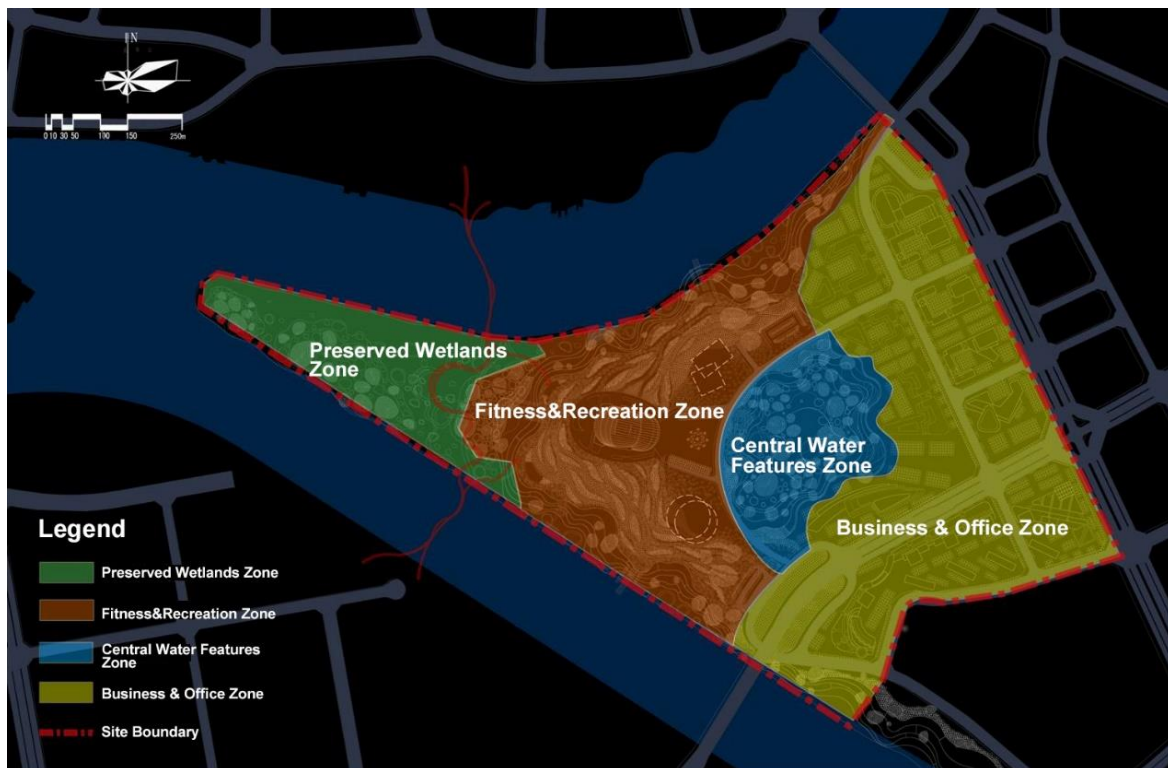 N
0 10 30 50 100 150 250m
Preserved Wetlands
Zone
Fitness&Recreation Zone
Central Water
Features Zone
Business & Office Zone
Legend
Preserved Wetlands Zone
Fitness&Recreation Zone
Central Water Features
Zone
Business & Office Zone
Site Boundary